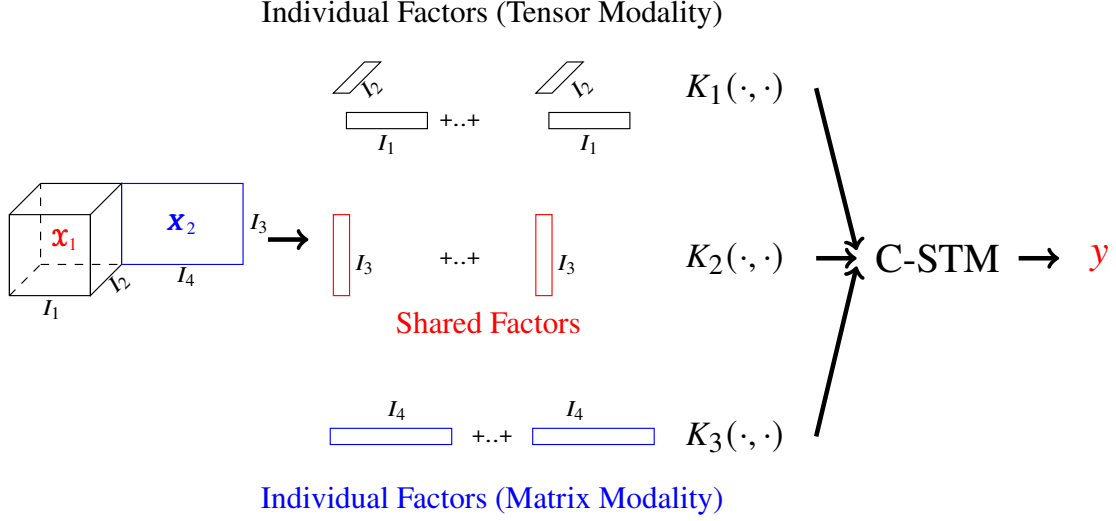 Individual Factors (Tensor Modality)
I₂ I₂ K₁(·, ·)
+..+
I₁ I₁
𝔛₁ X₂ I₃ I₃ +..+ I₃ K₂(·, ·) C-STM y
I₄
I₂
I₁
Shared Factors
I₄ I₄
+..+ K₃(·, ·)
Individual Factors (Matrix Modality)